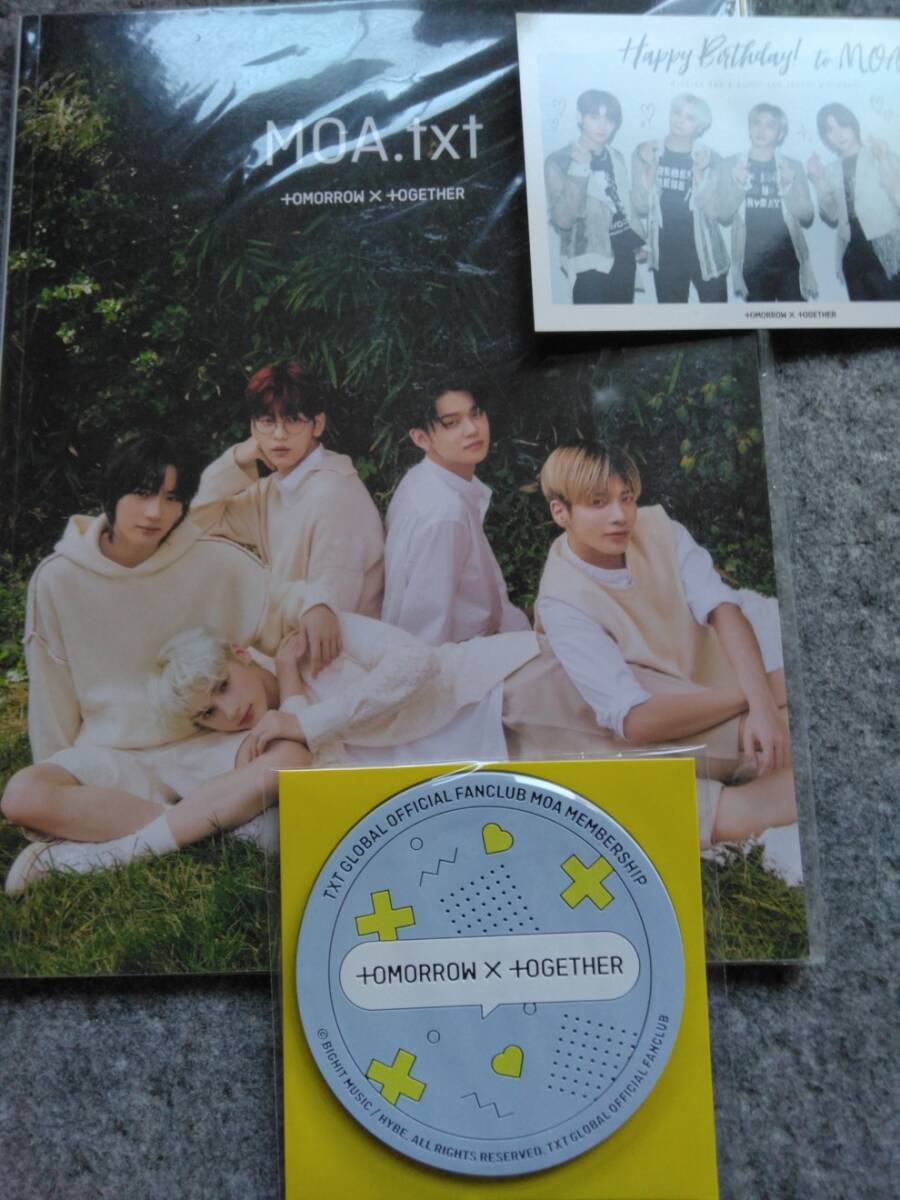 MOA.txt
TOMORROW X TOGETHER
Happy Birthday! to MOA
REBEL
TOMORROW X TOGETHER
TXT GLOBAL OFFICIAL FANCLUB MOA MEMBERSHIP
TOMORROW X TOGETHER
© BIGHIT MUSIC / HYBE. ALL RIGHTS RESERVED. TXT GLOBAL OFFICIAL FANCLUB